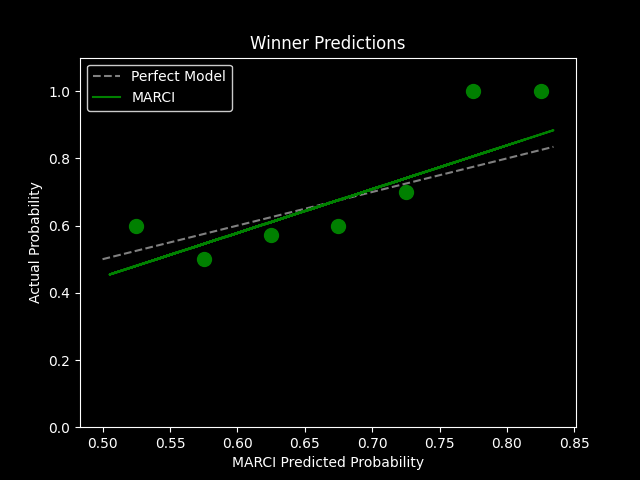 Winner Predictions
Perfect Model
MARCI
1.0
0.8
0.6
0.4
0.2
0.0
Actual Probability
0.50 0.55 0.60 0.65 0.70 0.75 0.80 0.85
MARCI Predicted Probability